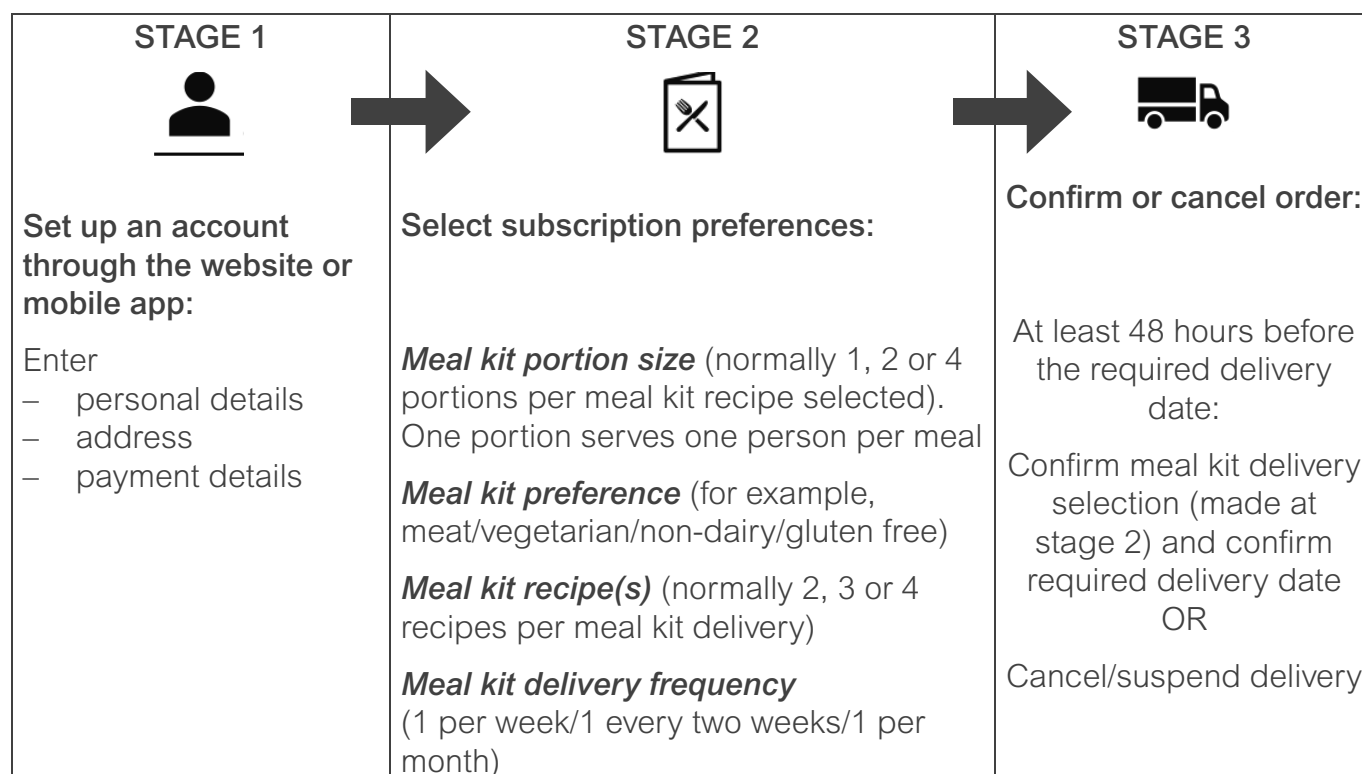 STAGE 1
Set up an account
through the website or
mobile app:
Enter
– personal details
– address
– payment details
STAGE 2
Select subscription preferences:
Meal kit portion size (normally 1, 2 or 4
portions per meal kit recipe selected).
One portion serves one person per meal
Meal kit preference (for example,
meat/vegetarian/non-dairy/gluten free)
Meal kit recipe(s) (normally 2, 3 or 4
recipes per meal kit delivery)
Meal kit delivery frequency
(1 per week/1 every two weeks/1 per
month)
STAGE 3
Confirm or cancel order:
At least 48 hours before
the required delivery
date:
Confirm meal kit delivery
selection (made at
stage 2) and confirm
required delivery date
OR
Cancel/suspend delivery